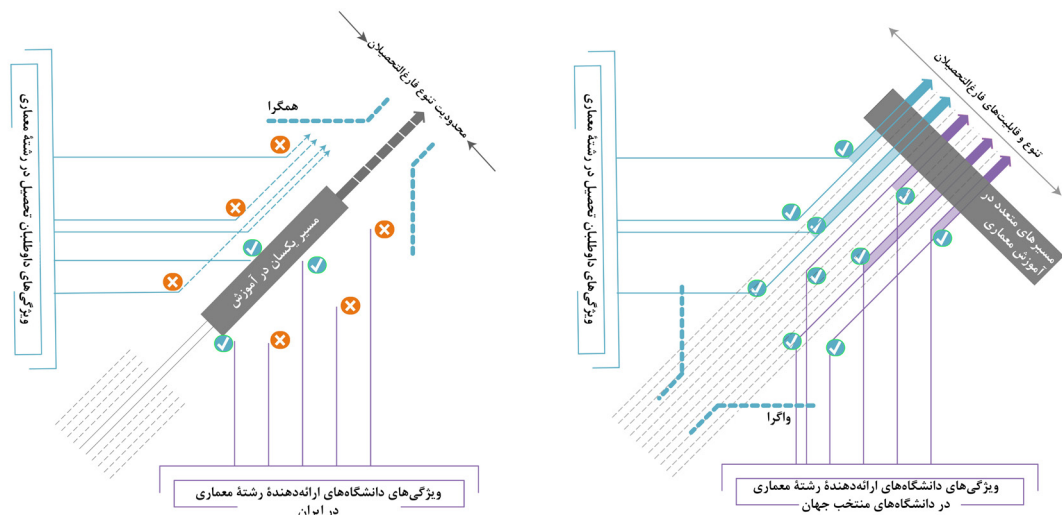 محدودیت تنوع فارغ‌التحصیلان
همگرا
ویژگی‌های داوطلبان تحصیل در رشتهٔ معماری
مسیر یکسان در آموزش
ویژگی‌های دانشگاه‌های ارائه‌دهندهٔ رشتهٔ معماری
در ایران
تنوع و قابلیت‌های فارغ‌التحصیلان
ویژگی‌های داوطلبان تحصیل در رشتهٔ معماری
مسیرهای متعدد در
آموزش معماری
واگرا
ویژگی‌های دانشگاه‌های ارائه‌دهندهٔ رشتهٔ معماری
در دانشگاه‌های منتخب جهان